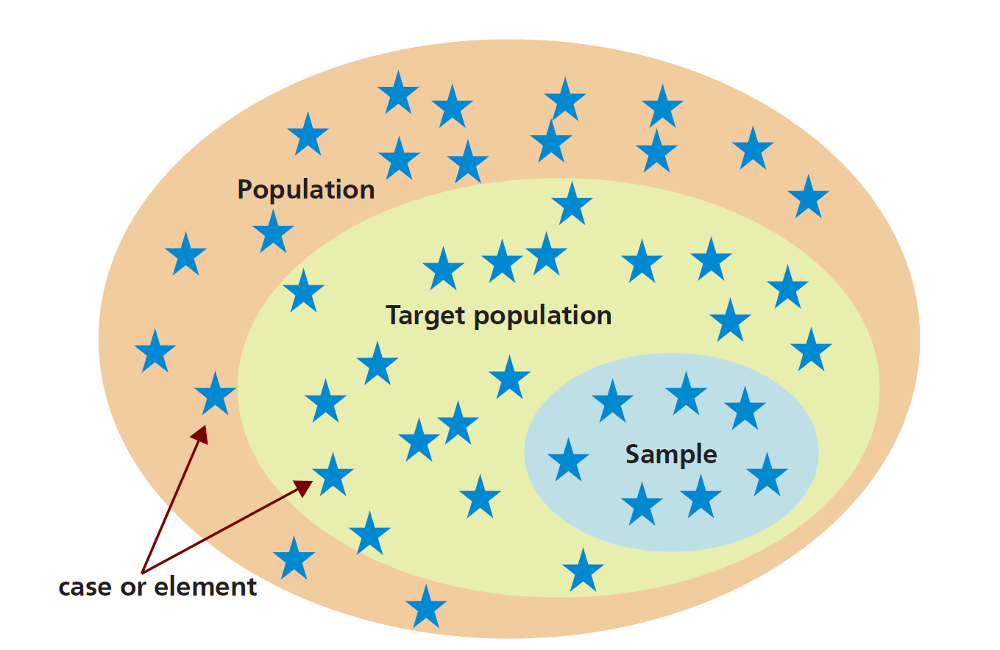 Population
Target population
Sample
case or element